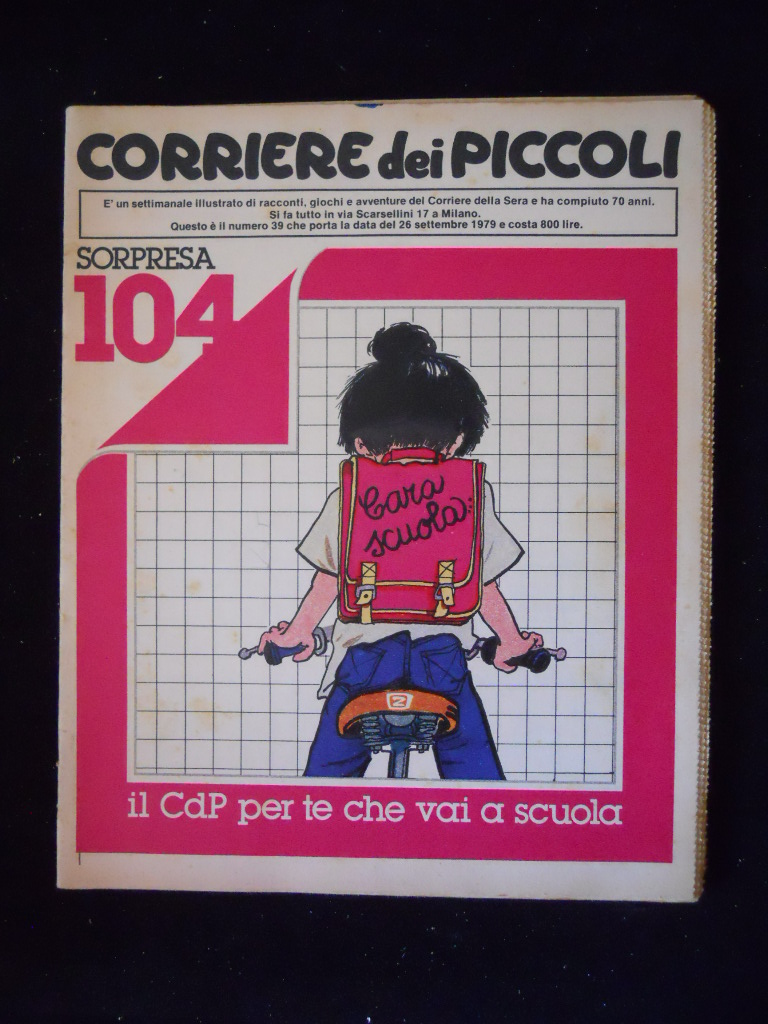 CORRIERE dei PICCOLI
E' un settimanale illustrato di racconti, giochi e avventure del Corriere della Sera e ha compiuto 70 anni.
Si fa tutto in via Scarsellini 17 a Milano.
Questo è il numero 39 che porta la data del 26 settembre 1979 e costa 800 lire.
SORPRESA
104
Cara
scuola...
2
il CdP per te che vai a scuola